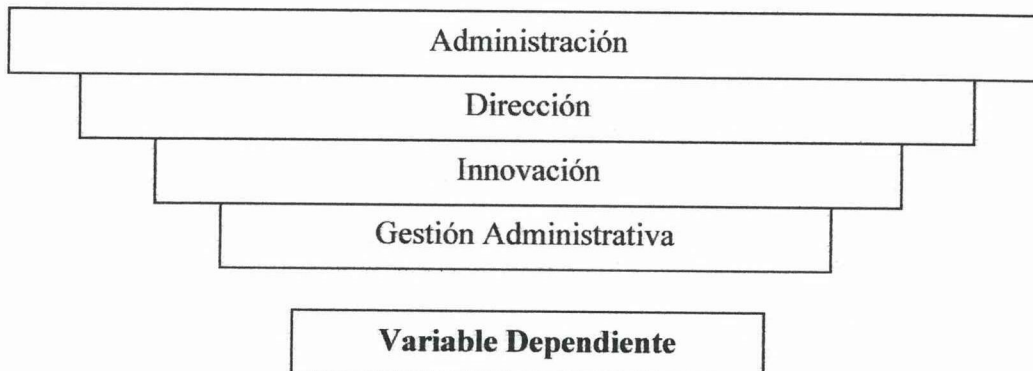 Administración
Dirección
Innovación
Gestión Administrativa
Variable Dependiente